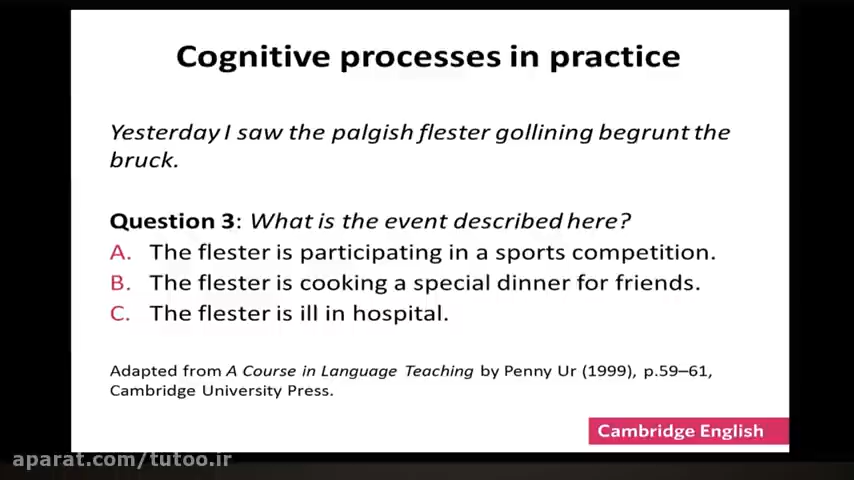 Cognitive processes in practice
Yesterday I saw the palgish flester gollining begrunt the
bruck.
Question 3: What is the event described here?
A. The flester is participating in a sports competition.
B. The flester is cooking a special dinner for friends.
C. The flester is ill in hospital.
Adapted from A Course in Language Teaching by Penny Ur (1999), p.59–61,
Cambridge University Press.
Cambridge English
aparat.com/tutoo.ir